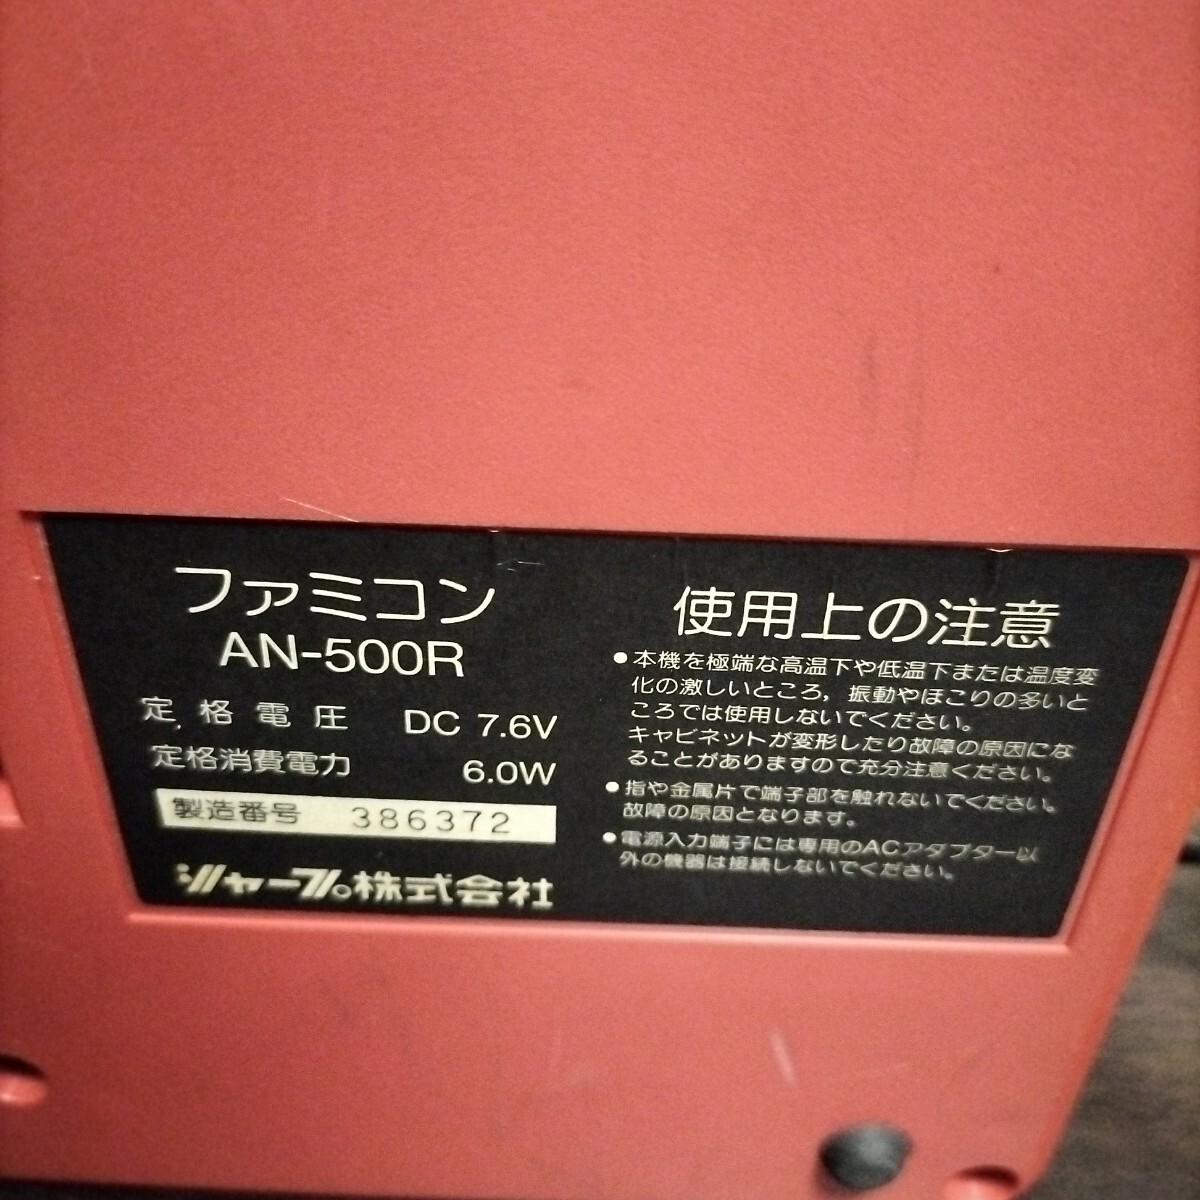 ファミコン
AN-500R
定格電圧 DC 7.6V
定格消費電力 6.0W
製造番号 386372
シャープ株式会社
使用上の注意
●本機を極端な高温下や低温下または温度変
化の激しいところ，振動やほこりの多いと
ころでは使用しないでください。
キャビネットが変形したり故障の原因にな
ることがありますので充分注意ください。
●指や金属片で端子部を触れないでください。
故障の原因となります。
●電源入力端子には専用のACアダプター以
外の機器は接続しないでください。